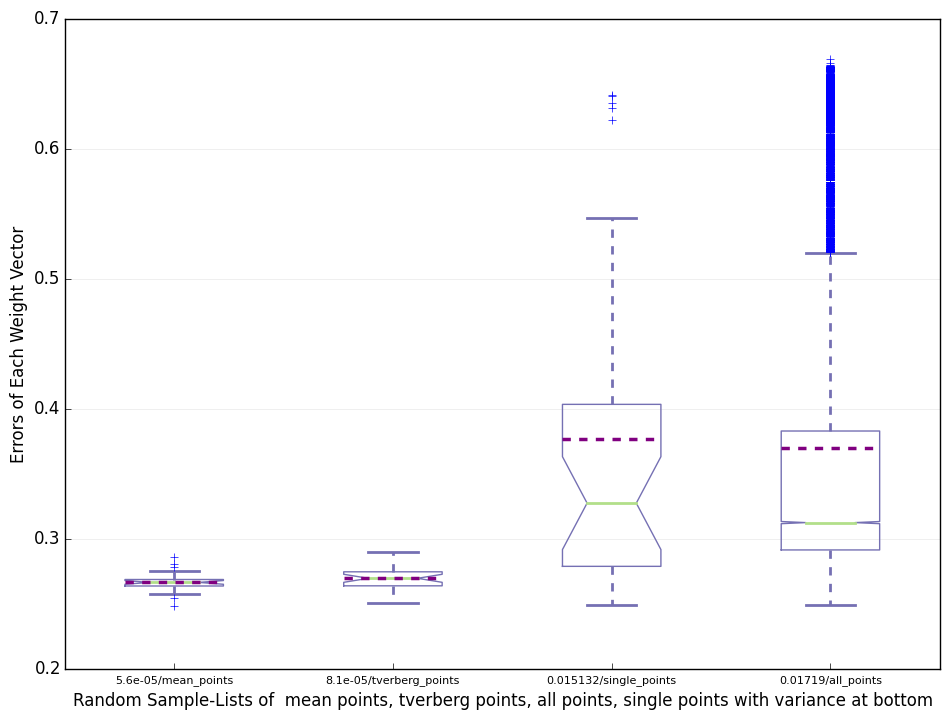 0.7
0.6
0.5
0.4
0.3
0.2
Errors of Each Weight Vector
5.6e-05/mean_points 8.1e-05/tverberg_points 0.015132/single_points 0.01719/all_points
Random Sample-Lists of  mean points, tverberg points, all points, single points with variance at bottom